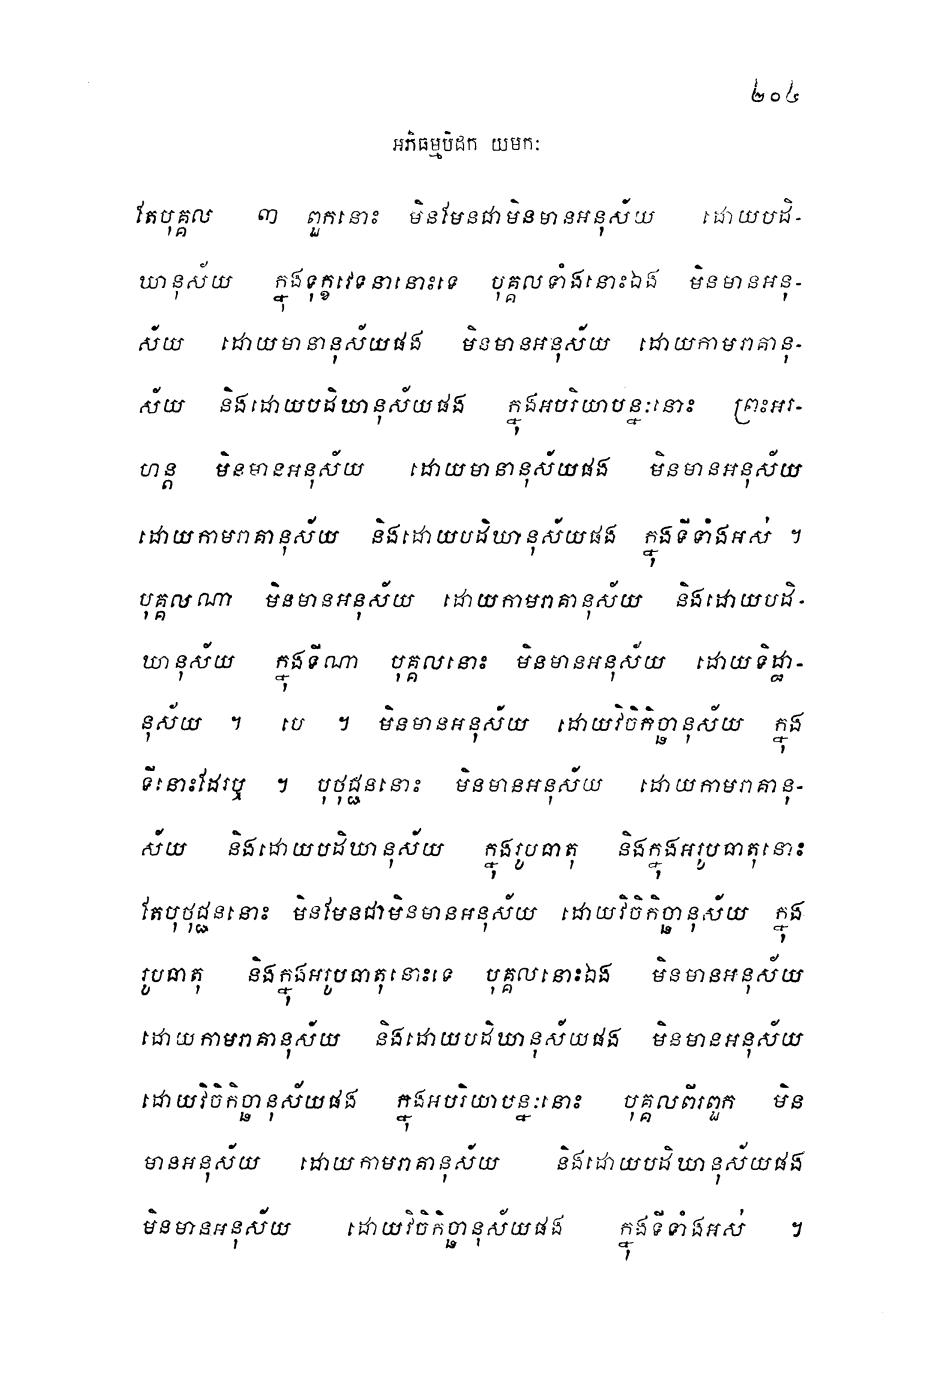 ២០៤
អភិធម្មបិដក យមកៈ
តែបុគ្គល ៣ ពួកនោះ មិនមែនជាមិនមានអនុស័យ ដោយបដិ-
ឃានុស័យ ក្នុងទុក្ខវេទនានោះទេ បុគ្គលទាំងនោះឯង មិនមានអនុ-
ស័យ ដោយមានានុស័យផង មិនមានអនុស័យ ដោយកាមរាគានុ-
ស័យ និងដោយបដិឃានុស័យផង ក្នុងអបរិយាបន្នៈនោះ ព្រះអរ-
ហន្ត មិនមានអនុស័យ ដោយមានានុស័យផង មិនមានអនុស័យ
ដោយកាមរាគានុស័យ និងដោយបដិឃានុស័យផង ក្នុងទីទាំងអស់ ។
បុគ្គលណា មិនមានអនុស័យ ដោយកាមរាគានុស័យ និងដោយបដិ-
ឃានុស័យ ក្នុងទីណា បុគ្គលនោះ មិនមានអនុស័យ ដោយទិដ្ឋា-
នុស័យ ។ បេ ។ មិនមានអនុស័យ ដោយវិចិកិច្ឆានុស័យ ក្នុង
ទីនោះដែរឬ ។ បុថុជ្ជននោះ មិនមានអនុស័យ ដោយកាមរាគានុ-
ស័យ និងដោយបដិឃានុស័យ ក្នុងរូបធាតុ និងក្នុងអរូបធាតុនោះ
តែបុថុជ្ជននោះ មិនមែនជាមិនមានអនុស័យ ដោយវិចិកិច្ឆានុស័យ ក្នុង
រូបធាតុ និងក្នុងអរូបធាតុនោះទេ បុគ្គលនោះឯង មិនមានអនុស័យ
ដោយកាមរាគានុស័យ និងដោយបដិឃានុស័យផង មិនមានអនុស័យ
ដោយវិចិកិច្ឆានុស័យផង ក្នុងអបរិយាបន្នៈនោះ បុគ្គលពីរពួក មិន
មានអនុស័យ ដោយកាមរាគានុស័យ និងដោយបដិឃានុស័យផង
មិនមានអនុស័យ ដោយវិចិកិច្ឆានុស័យផង ក្នុងទីទាំងអស់ ។